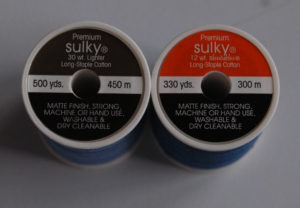 Premium
sulky®
30 wt. Lighter
Long-Staple Cotton
500 yds. 450 m
MATTE FINISH, STRONG,
MACHINE OR HAND USE,
WASHABLE &
DRY CLEANABLE
Premium
sulky®
12 wt.
Long-Staple Cotton
330 yds. 300 m
MATTE FINISH, STRONG,
MACHINE OR HAND USE,
WASHABLE &
DRY CLEANABLE